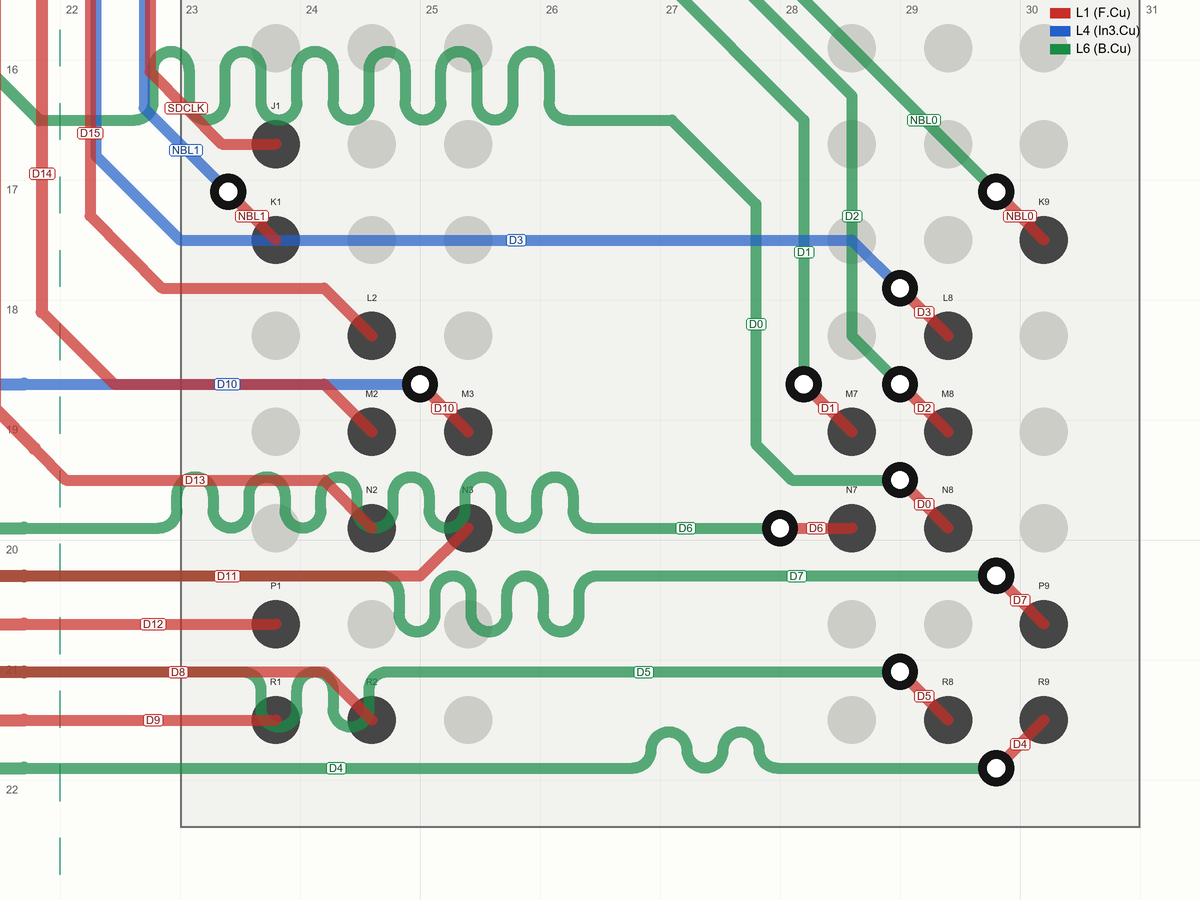 22 23 24 25 26 27 28 29 30 31
L1 (F.Cu)
L4 (In3.Cu)
L6 (B.Cu)
16
SDCLK J1
NBL0
D15
NBL1
D14
17
K1 K9
NBL1 D2 NBL0
D3
D1
L2 L8
18
D3
D0
D10
M2 M3 M7 M8
D10 D1 D2
19
D13
N2 N3 N7 N8
D0
D6 D6
20
D11 D7
P1 P9
D7
D12
21
D8 D5
R1 R2 R8 R9
D5
D9
D4
D4
22